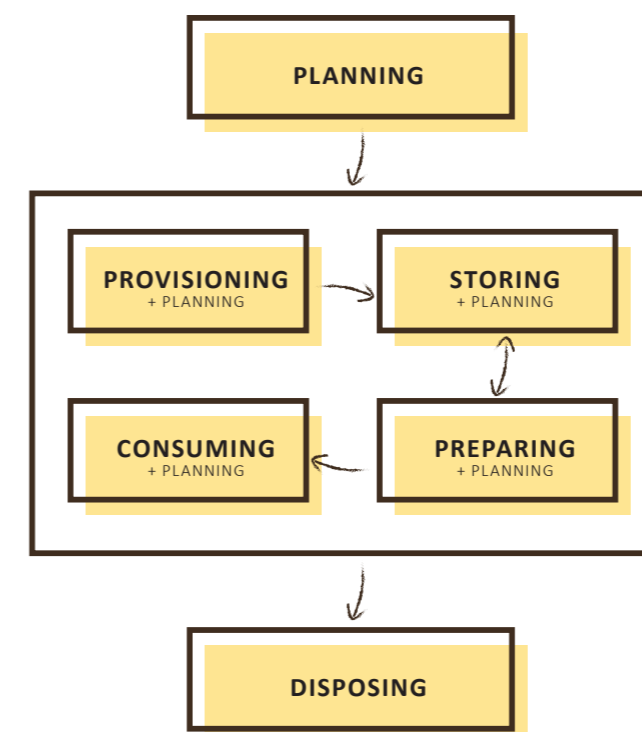 PLANNING
PROVISIONING
+ PLANNING
STORING
+ PLANNING
CONSUMING
+ PLANNING
PREPARING
+ PLANNING
DISPOSING